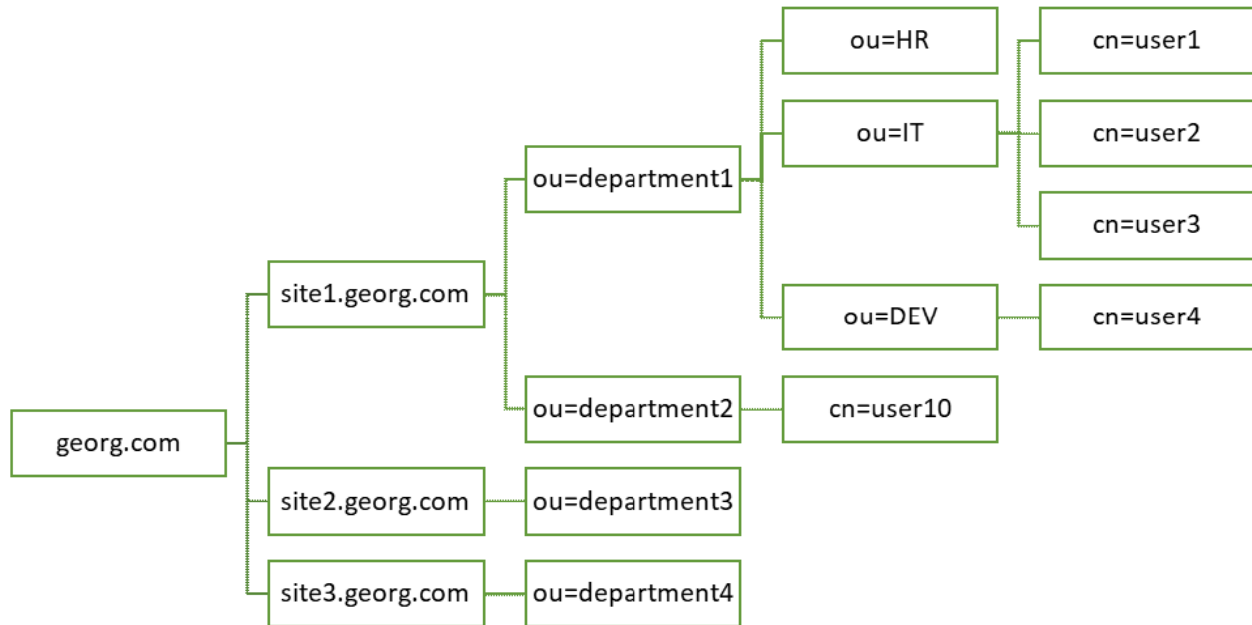 georg.com
site1.georg.com
ou=department1
ou=HR
ou=IT
cn=user1
cn=user2
cn=user3
ou=DEV
cn=user4
ou=department2
cn=user10
site2.georg.com
ou=department3
site3.georg.com
ou=department4